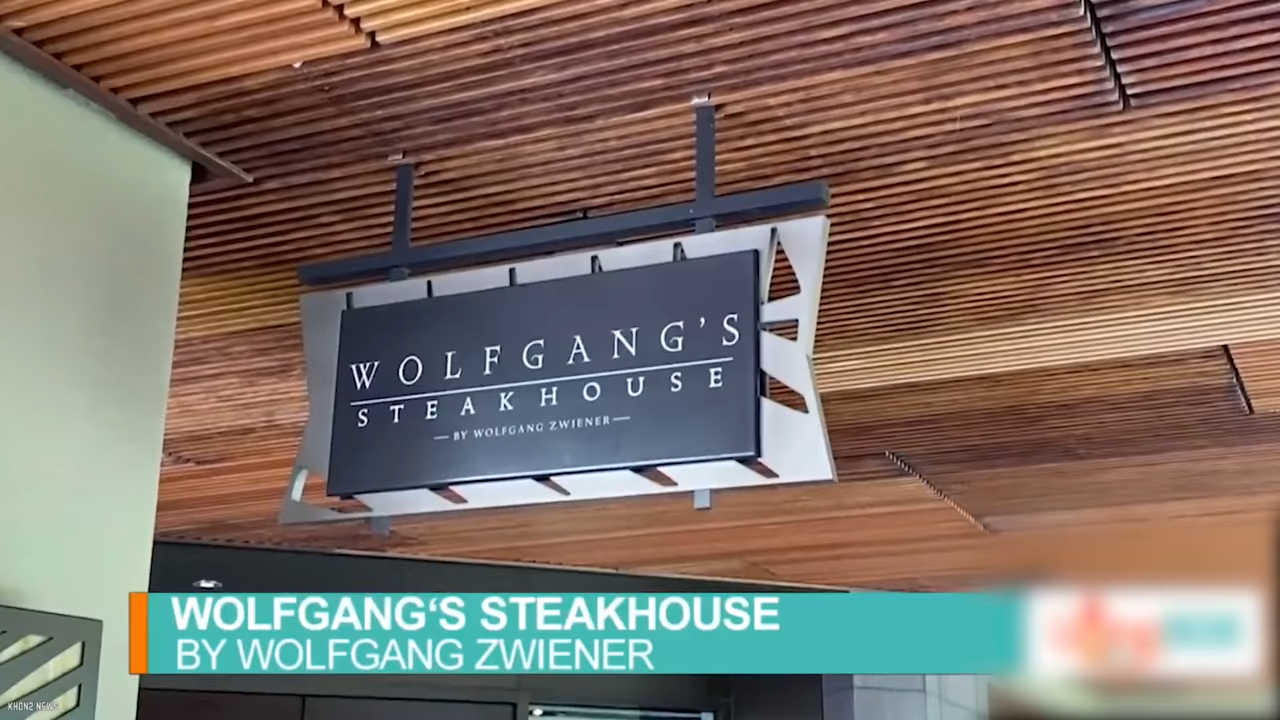 WOLFGANG'S
STEAKHOUSE
— BY WOLFGANG ZWIENER —
WOLFGANG‘S STEAKHOUSE
BY WOLFGANG ZWIENER
KHON2 NEWS